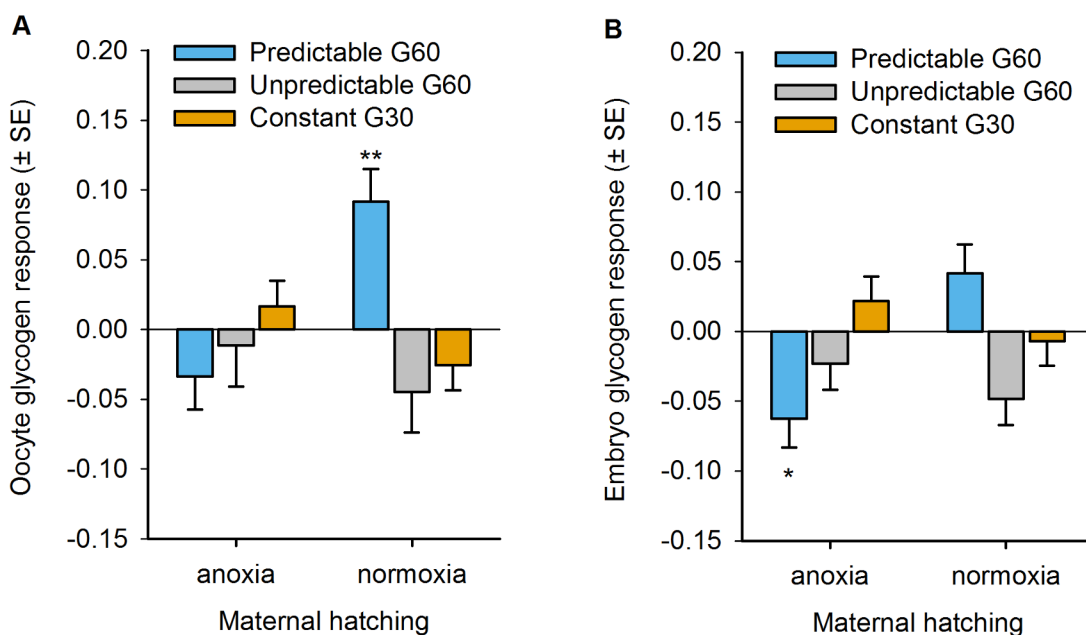 A
Oocyte glycogen response (± SE)
0.20
0.15
0.10
0.05
0.00
-0.05
-0.10
-0.15
Predictable G60
Unpredictable G60
Constant G30
**
anoxia
normoxia
Maternal hatching
B
Embryo glycogen response (± SE)
0.20
0.15
0.10
0.05
0.00
-0.05
-0.10
-0.15
Predictable G60
Unpredictable G60
Constant G30
*
anoxia
normoxia
Maternal hatching